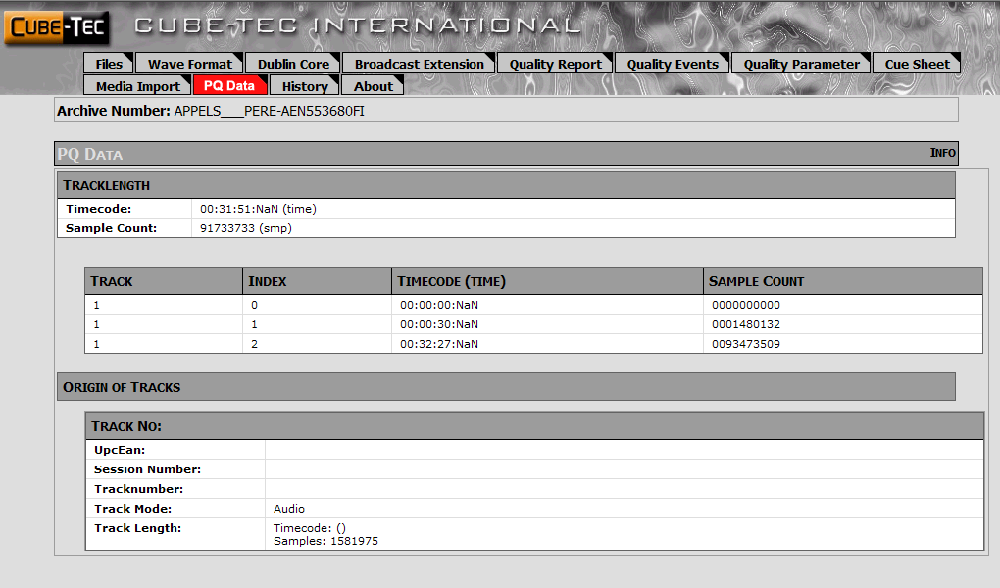 CUBE-TEC CUBE-TEC INTERNATIONAL
Files Wave Format Dublin Core Broadcast Extension Quality Report Quality Events Quality Parameter Cue Sheet
Media Import PQ Data History About
Archive Number: APPELS___PERE-AEN553680FI
PQ DATA INFO
TRACKLENGTH
Timecode: 00:31:51:NaN (time)
Sample Count: 91733733 (smp)
TRACK INDEX TIMECODE (TIME) SAMPLE COUNT
1 0 00:00:00:NaN 0000000000
1 1 00:00:30:NaN 0001480132
1 2 00:32:27:NaN 0093473509
ORIGIN OF TRACKS
TRACK NO:
UpcEan:
Session Number:
Tracknumber:
Track Mode: Audio
Track Length: Timecode: ()
Samples: 1581975